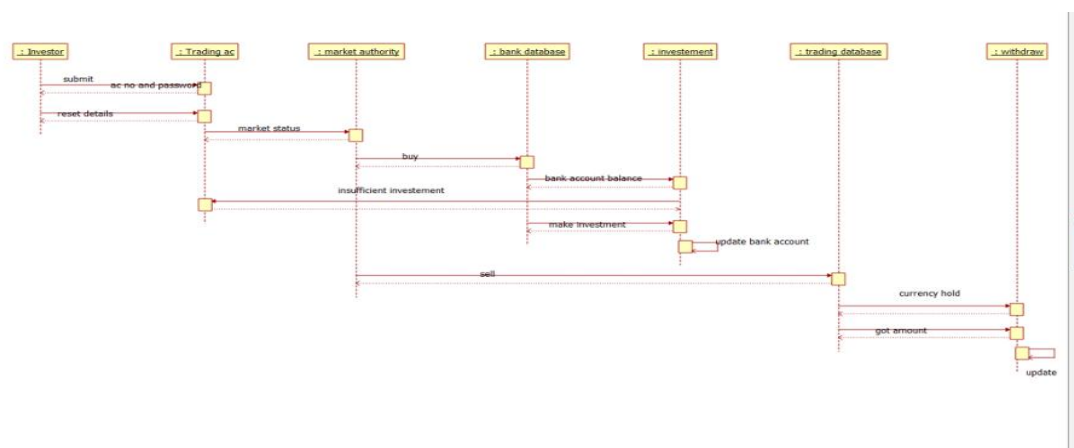 : Investor
: Trading ac
: market authority
: bank database
: investement
: trading database
: withdraw
submit
ac no and password
reset details
market status
buy
bank account balance
insufficient investement
make investment
update bank account
sell
currency hold
got amount
update